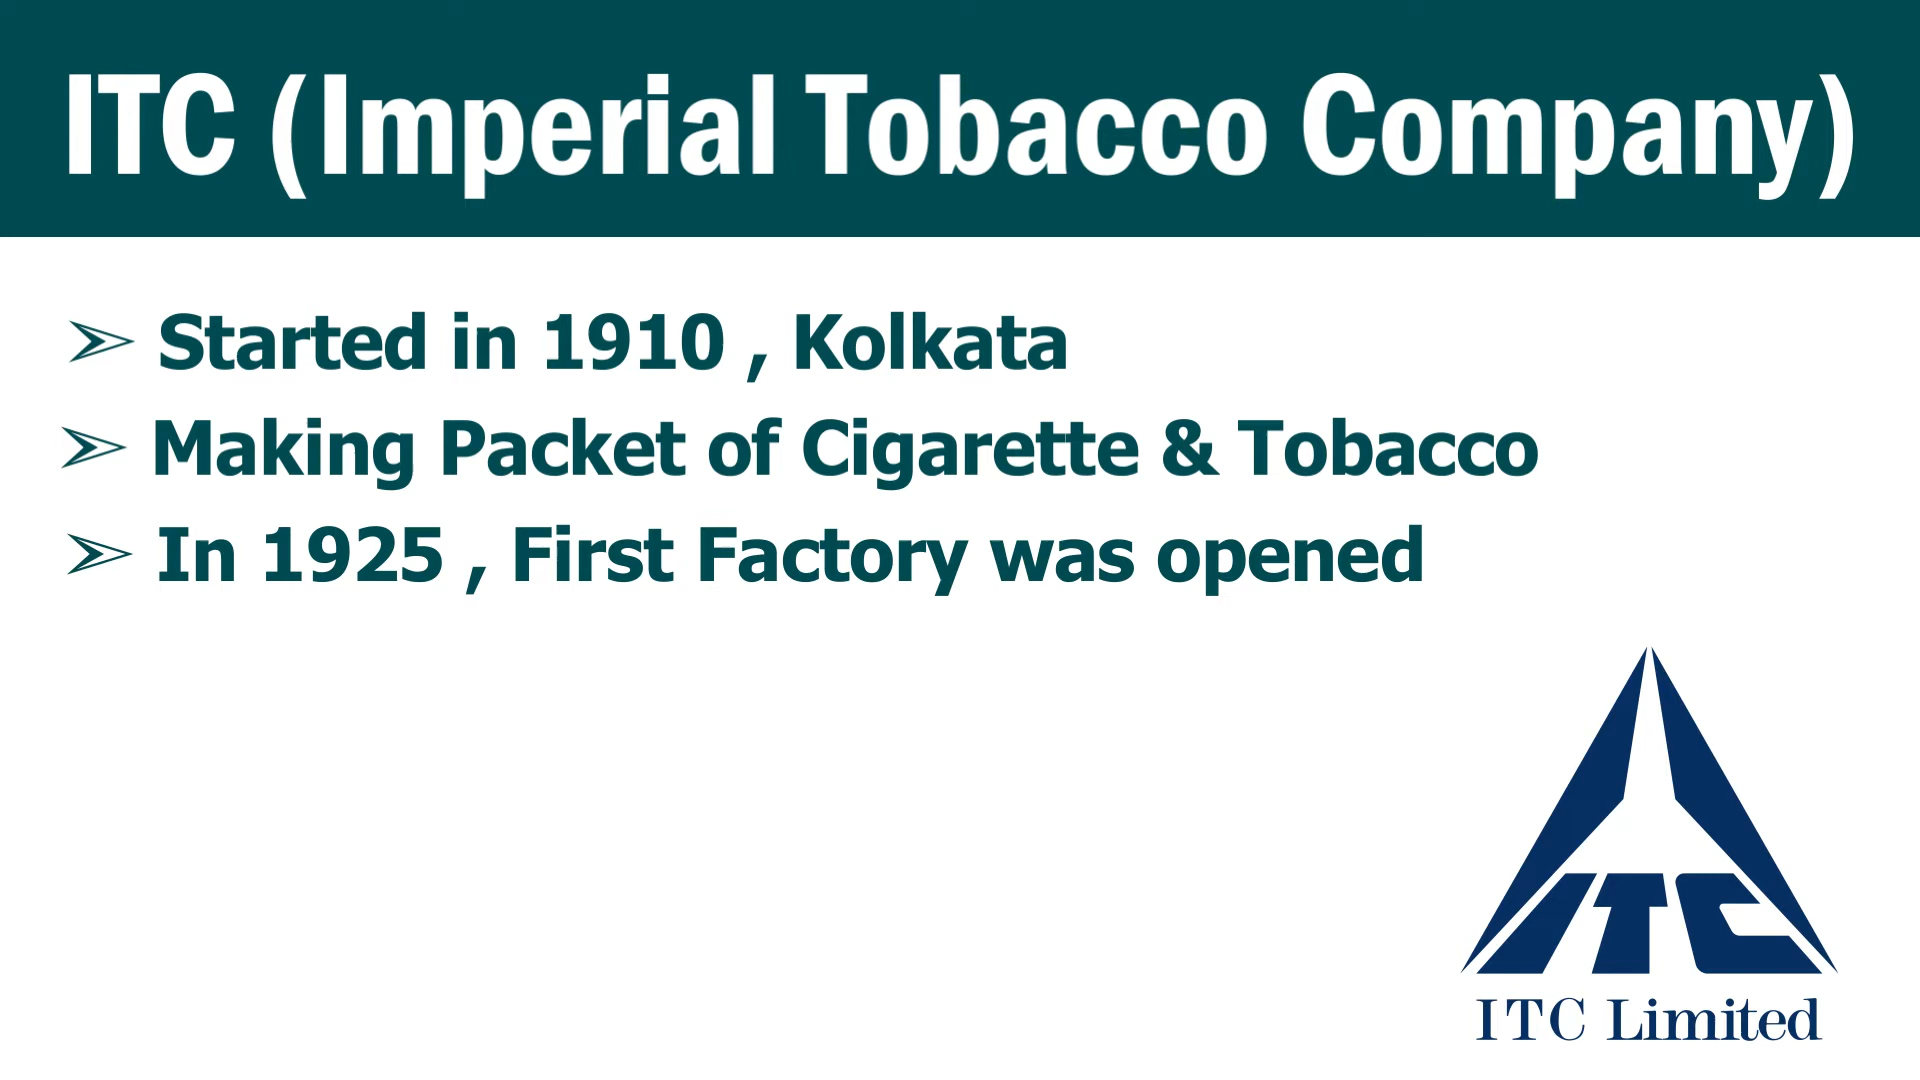 ITC (Imperial Tobacco Company)
➢ Started in 1910 , Kolkata
➢ Making Packet of Cigarette & Tobacco
➢ In 1925 , First Factory was opened
ITC
ITC Limited